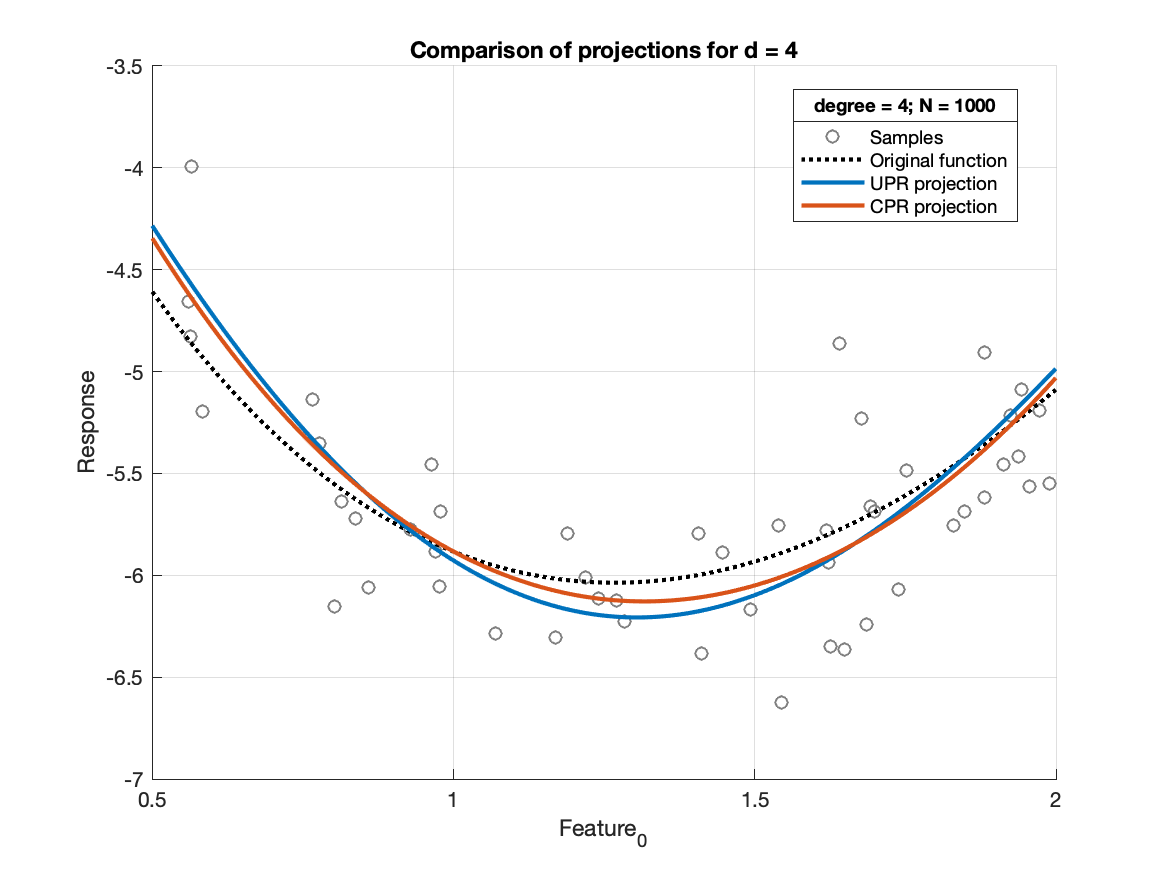 Comparison of projections for d = 4
-3.5
-4
-4.5
-5
-5.5
-6
-6.5
-7
Response
0.5
1
1.5
2
Feature0
degree = 4; N = 1000
Samples
Original function
UPR projection
CPR projection